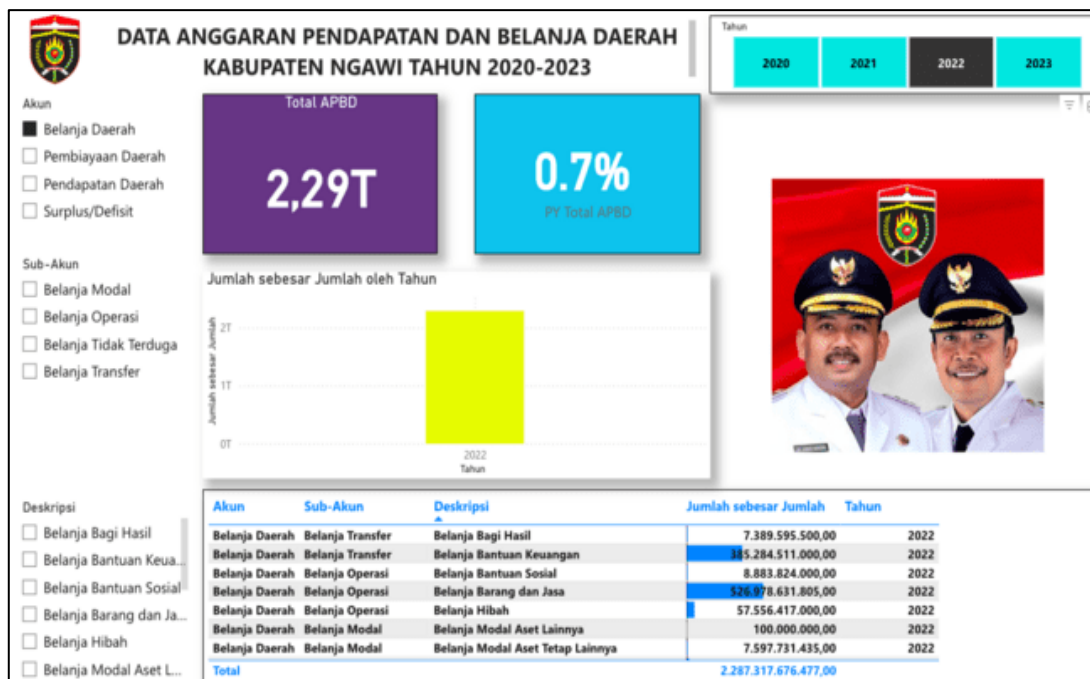 DATA ANGGARAN PENDAPATAN DAN BELANJA DAERAH
KABUPATEN NGAWI TAHUN 2020-2023
Tahun
2020 2021 2022 2023
Akun
Belanja Daerah
Pembiayaan Daerah
Pendapatan Daerah
Surplus/Defisit
Total APBD
2,29T
0.7%
PY Total APBD
Sub-Akun
Belanja Modal
Belanja Operasi
Belanja Tidak Terduga
Belanja Transfer
Jumlah sebesar Jumlah oleh Tahun
Jumlah sebesar Jumlah
2T
1T
0T
2022
Tahun
Deskripsi
Belanja Bagi Hasil
Belanja Bantuan Keua...
Belanja Bantuan Sosial
Belanja Barang dan Ja...
Belanja Hibah
Belanja Modal Aset L...
Akun Sub-Akun Deskripsi Jumlah sebesar Jumlah Tahun
Belanja Daerah Belanja Transfer Belanja Bagi Hasil 7.389.595.500,00 2022
Belanja Daerah Belanja Transfer Belanja Bantuan Keuangan 385.284.511.000,00 2022
Belanja Daerah Belanja Operasi Belanja Bantuan Sosial 8.883.824.000,00 2022
Belanja Daerah Belanja Operasi Belanja Barang dan Jasa 526.978.631.805,00 2022
Belanja Daerah Belanja Operasi Belanja Hibah 57.556.417.000,00 2022
Belanja Daerah Belanja Modal Belanja Modal Aset Lainnya 100.000.000,00 2022
Belanja Daerah Belanja Modal Belanja Modal Aset Tetap Lainnya 7.597.731.435,00 2022
Total 2.287.317.676.477,00